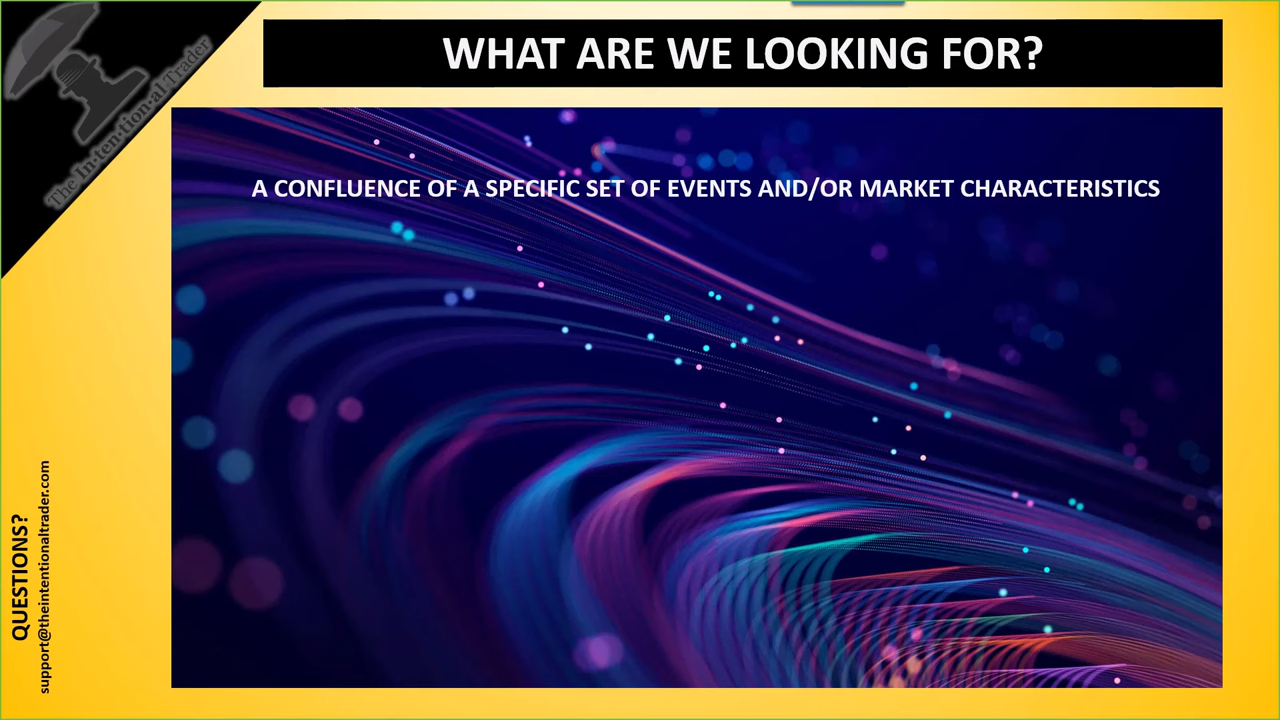 WHAT ARE WE LOOKING FOR?
The In·ten·tion·al Trader
A CONFLUENCE OF A SPECIFIC SET OF EVENTS AND/OR MARKET CHARACTERISTICS
QUESTIONS?
support@theintentionaltrader.com